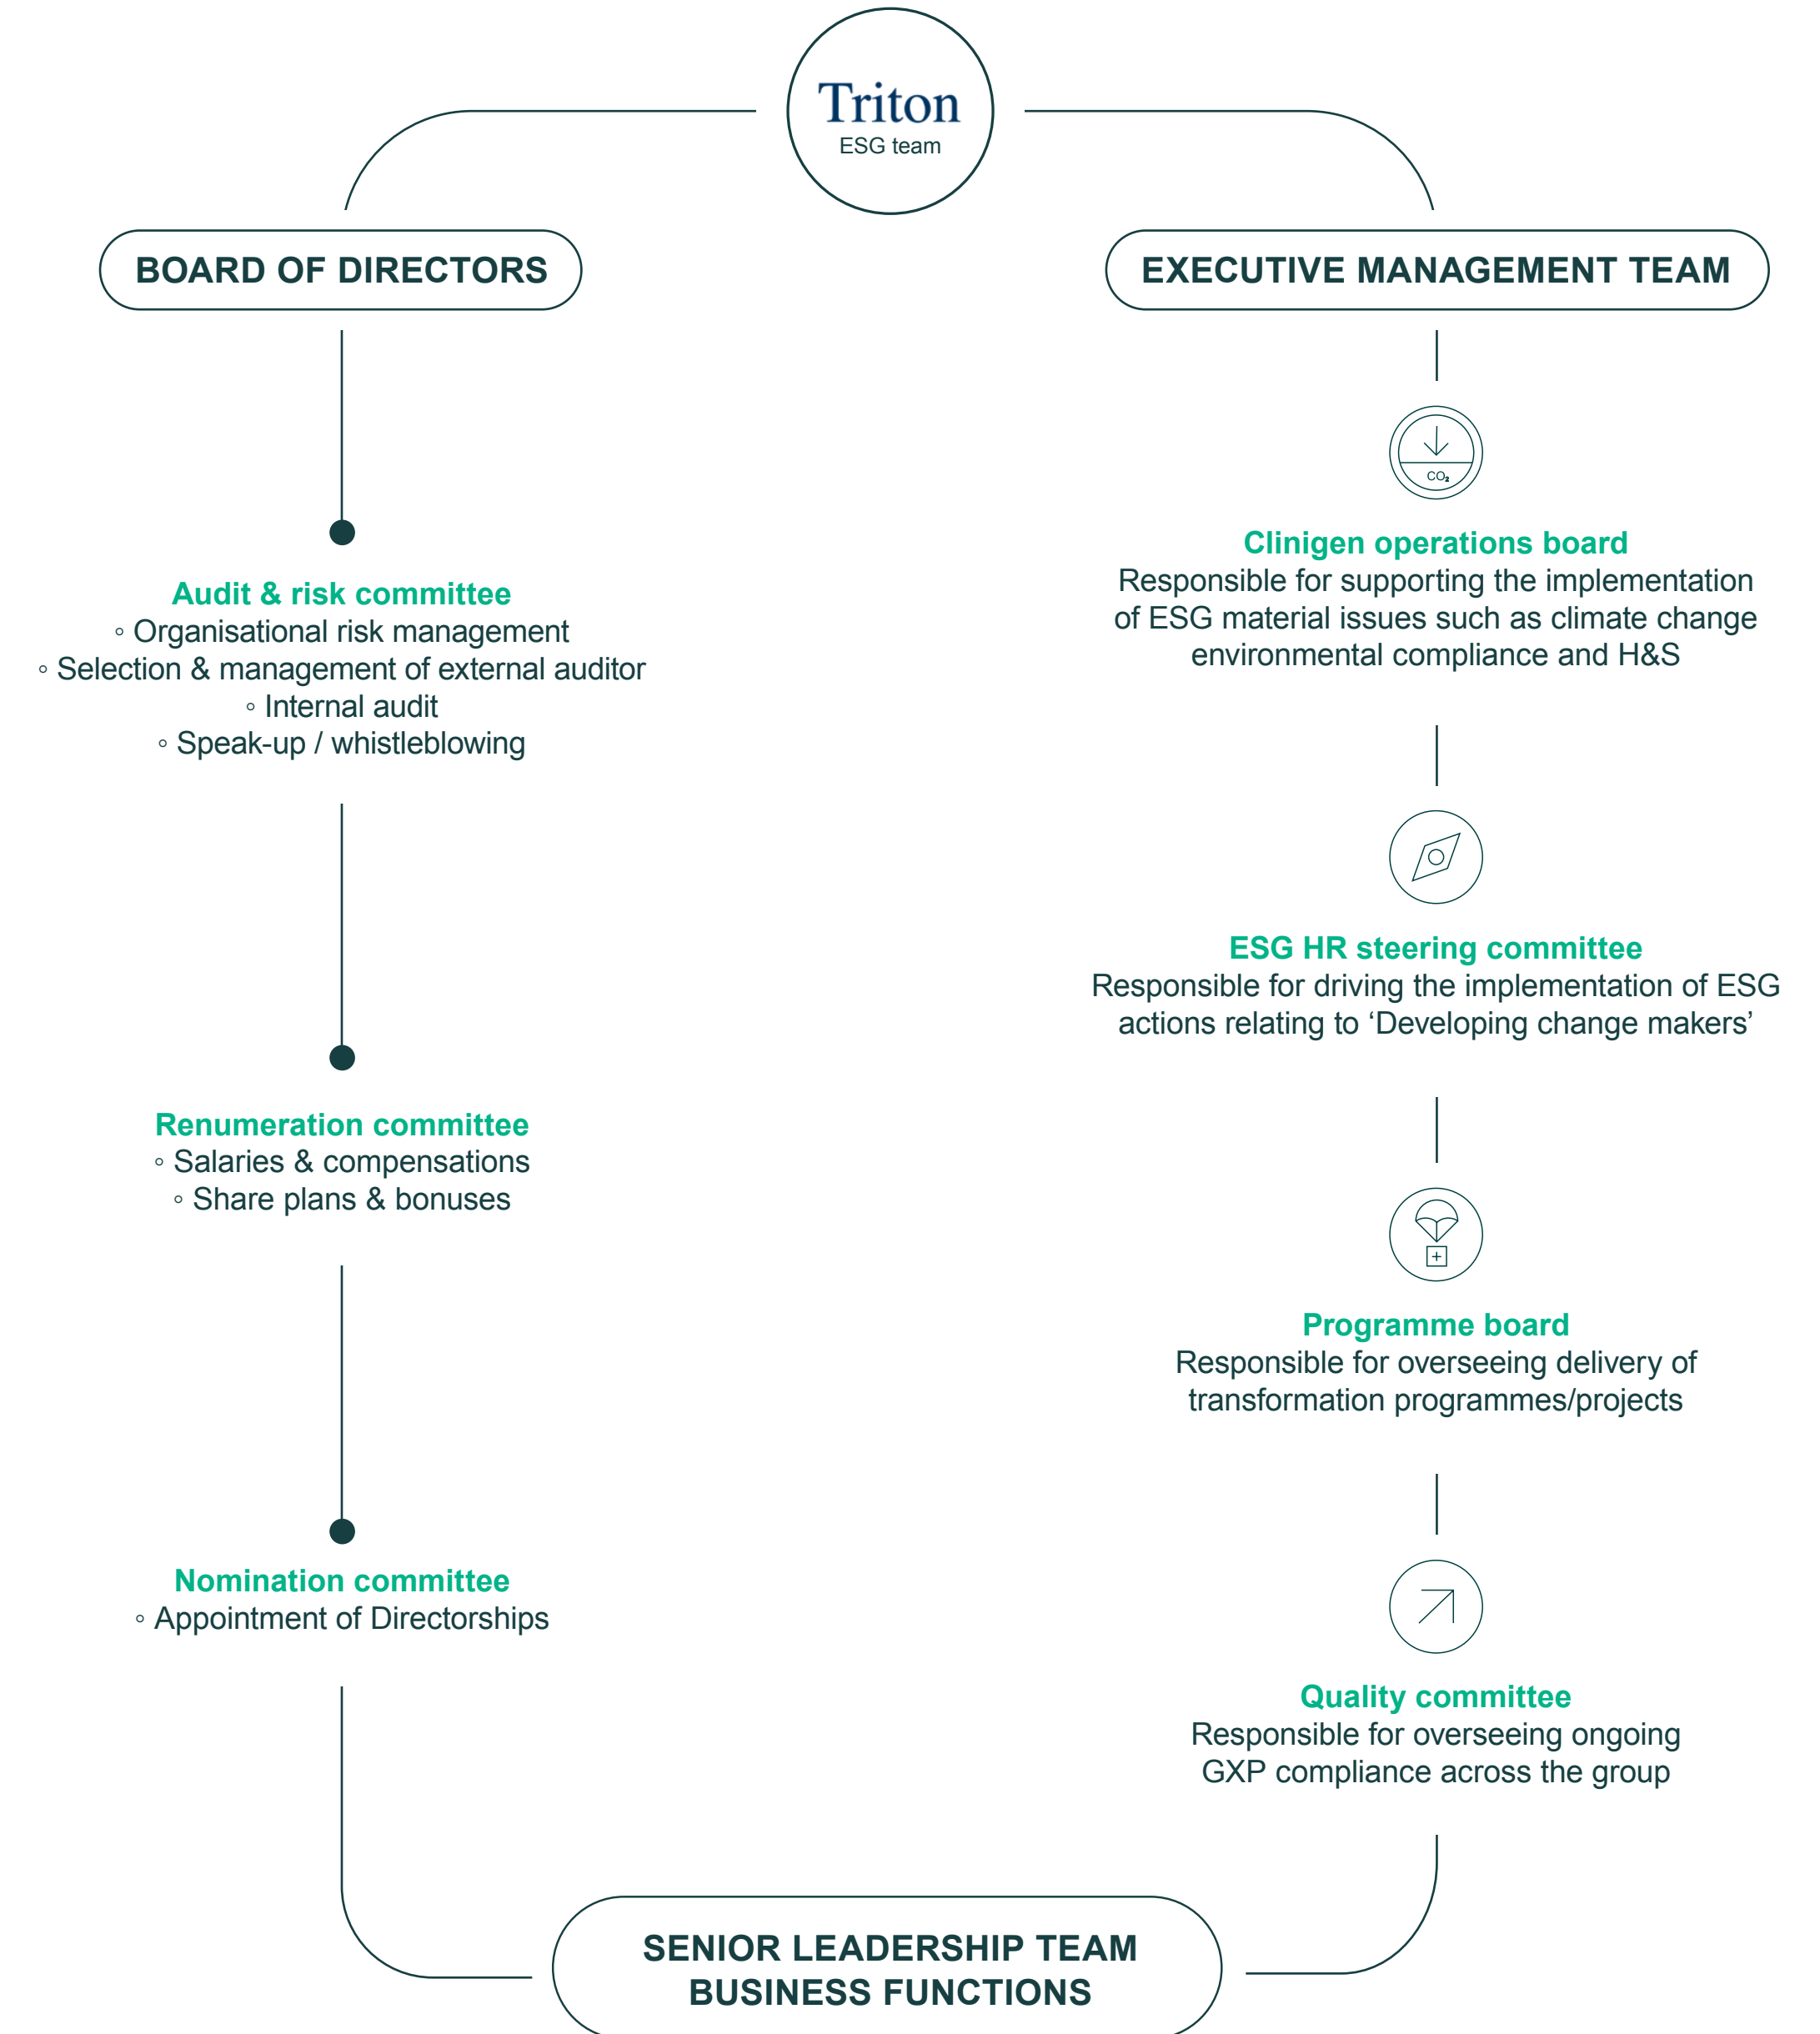 Triton
ESG team
BOARD OF DIRECTORS
Audit & risk committee
◦ Organisational risk management
◦ Selection & management of external auditor
◦ Internal audit
◦ Speak-up / whistleblowing
Renumeration committee
◦ Salaries & compensations
◦ Share plans & bonuses
Nomination committee
◦ Appointment of Directorships
EXECUTIVE MANAGEMENT TEAM
CO₂
Clinigen operations board
Responsible for supporting the implementation
of ESG material issues such as climate change
environmental compliance and H&S
ESG HR steering committee
Responsible for driving the implementation of ESG
actions relating to ‘Developing change makers’
Programme board
Responsible for overseeing delivery of
transformation programmes/projects
Quality committee
Responsible for overseeing ongoing
GXP compliance across the group
SENIOR LEADERSHIP TEAM
BUSINESS FUNCTIONS